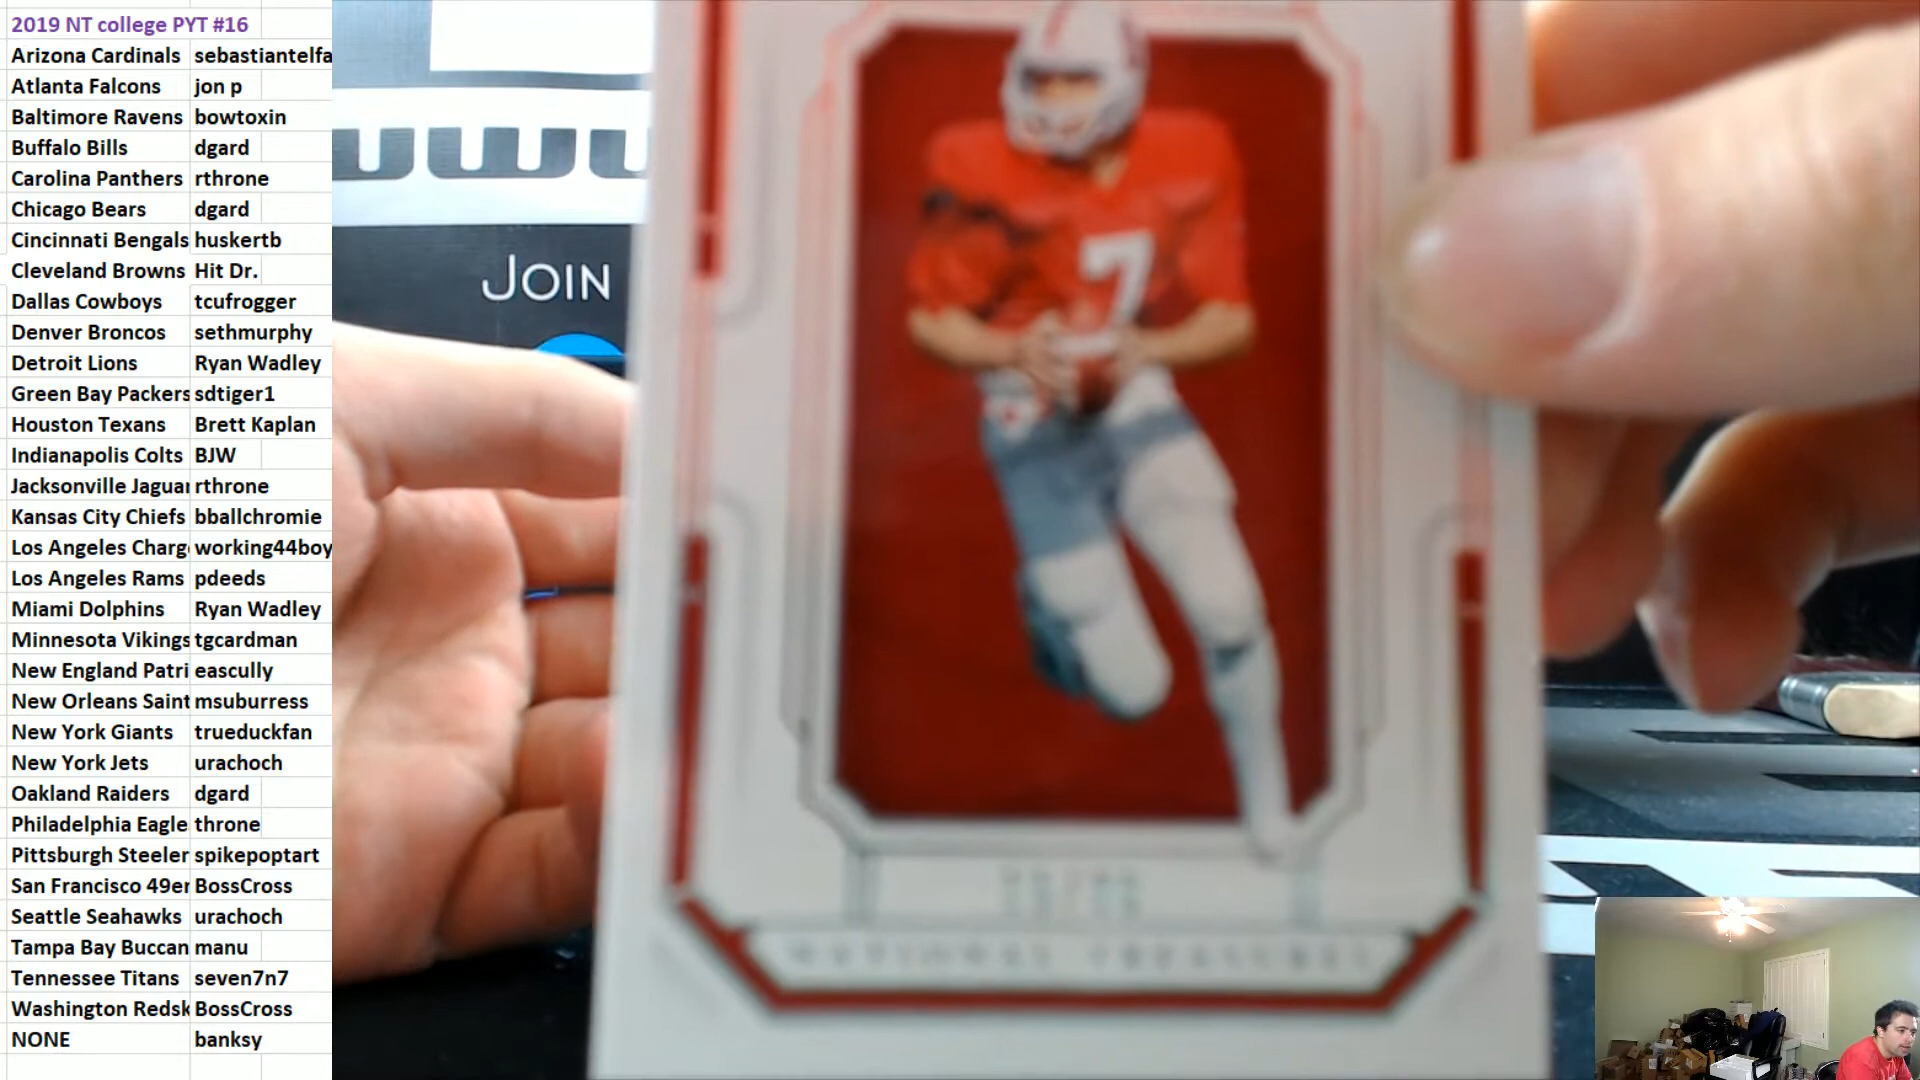 2019 NT college PYT #16
Arizona Cardinals sebastiantelfa
Atlanta Falcons jon p
Baltimore Ravens bowtoxin
Buffalo Bills dgard
Carolina Panthers rthrone
Chicago Bears dgard
Cincinnati Bengals huskertb
Cleveland Browns Hit Dr.
Dallas Cowboys tcufrogger
Denver Broncos sethmurphy
Detroit Lions Ryan Wadley
Green Bay Packers sdtiger1
Houston Texans Brett Kaplan
Indianapolis Colts BJW
Jacksonville Jaguar rthrone
Kansas City Chiefs bballchromie
Los Angeles Charg working44boy
Los Angeles Rams pdeeds
Miami Dolphins Ryan Wadley
Minnesota Vikings tgcardman
New England Patri eascully
New Orleans Saint msuburress
New York Giants trueduckfan
New York Jets urachoch
Oakland Raiders dgard
Philadelphia Eagle throne
Pittsburgh Steeler spikepoptart
San Francisco 49er BossCross
Seattle Seahawks urachoch
Tampa Bay Buccan manu
Tennessee Titans seven7n7
Washington Redsk BossCross
NONE banksy
JOIN
7
NATIONAL TREASURES